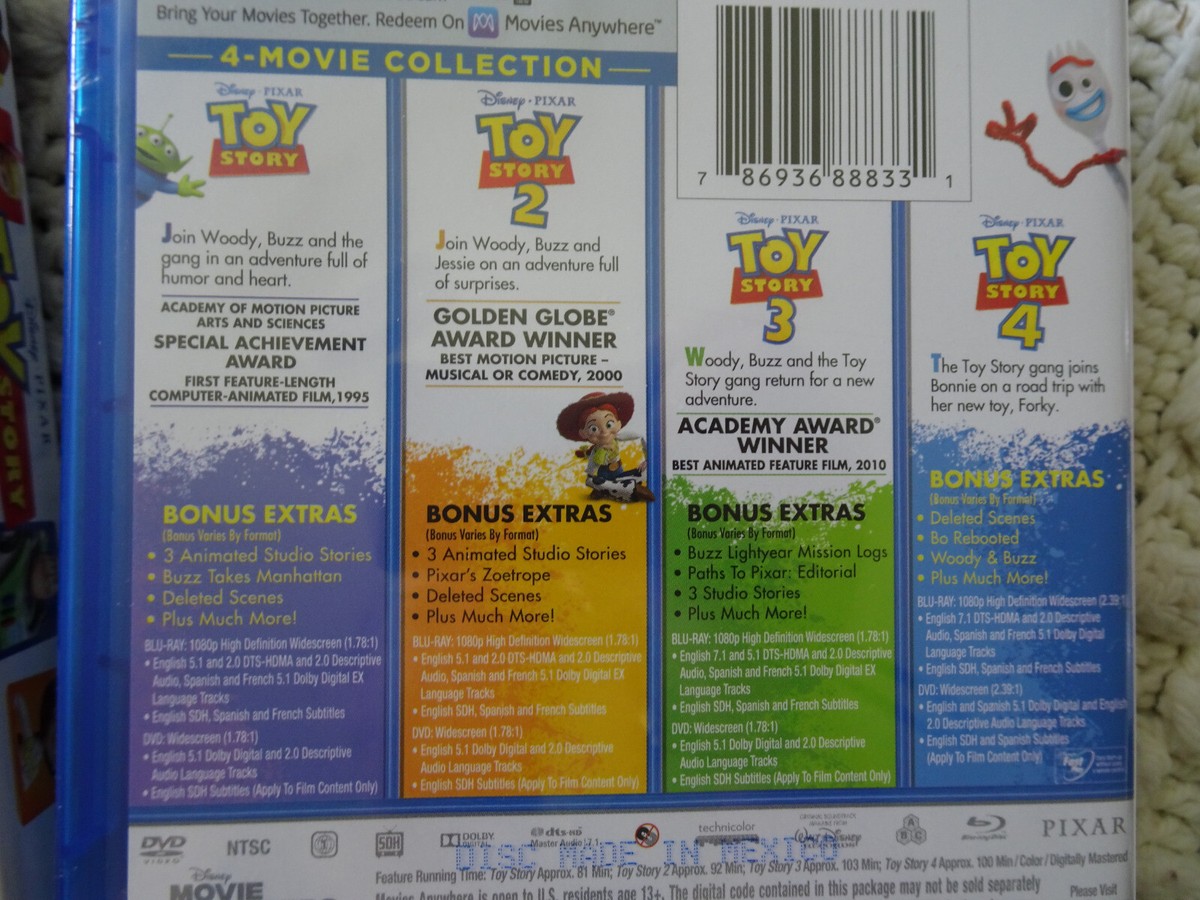 Bring Your Movies Together. Redeem On Movies Anywhere™
4-MOVIE COLLECTION
7 86936 88833 1
Disney · PIXAR
TOY
STORY
Join Woody, Buzz and the
gang in an adventure full of
humor and heart.
ACADEMY OF MOTION PICTURE
ARTS AND SCIENCES
SPECIAL ACHIEVEMENT
AWARD
FIRST FEATURE-LENGTH
COMPUTER-ANIMATED FILM,1995
BONUS EXTRAS
(Bonus Varies By Format)
• 3 Animated Studio Stories
• Buzz Takes Manhattan
• Deleted Scenes
• Plus Much More!
BLU-RAY: 1080p High Definition Widescreen (1.78:1)
• English 5.1 and 2.0 DTS-HDMA and 2.0 Descriptive
Audio, Spanish and French 5.1 Dolby Digital EX
Language Tracks
• English SDH, Spanish and French Subtitles
DVD: Widescreen (1.78:1)
• English 5.1 Dolby Digital and 2.0 Descriptive
Audio Language Tracks
• English SDH Subtitles (Apply To Film Content Only)
Disney · PIXAR
TOY
STORY
2
Join Woody, Buzz and
Jessie on an adventure full
of surprises.
GOLDEN GLOBE®
AWARD WINNER
BEST MOTION PICTURE –
MUSICAL OR COMEDY, 2000
BONUS EXTRAS
(Bonus Varies By Format)
• 3 Animated Studio Stories
• Pixar's Zoetrope
• Deleted Scenes
• Plus Much More!
BLU-RAY: 1080p High Definition Widescreen (1.78:1)
• English 5.1 and 2.0 DTS-HDMA and 2.0 Descriptive
Audio, Spanish and French 5.1 Dolby Digital EX
Language Tracks
• English SDH, Spanish and French Subtitles
DVD: Widescreen (1.78:1)
• English 5.1 Dolby Digital and 2.0 Descriptive
Audio Language Tracks
• English SDH Subtitles (Apply To Film Content Only)
Disney · PIXAR
TOY
STORY
3
Woody, Buzz and the Toy
Story gang return for a new
adventure.
ACADEMY AWARD®
WINNER
BEST ANIMATED FEATURE FILM, 2010
BONUS EXTRAS
(Bonus Varies By Format)
• Buzz Lightyear Mission Logs
• Paths To Pixar: Editorial
• 3 Studio Stories
• Plus Much More!
BLU-RAY: 1080p High Definition Widescreen (1.78:1)
• English 7.1 and 5.1 DTS-HDMA and 2.0 Descriptive
Audio, Spanish and French 5.1 Dolby Digital EX
Language Tracks
• English SDH, Spanish and French Subtitles
DVD: Widescreen (1.78:1)
• English 5.1 Dolby Digital and 2.0 Descriptive
Audio Language Tracks
• English SDH Subtitles (Apply To Film Content Only)
Disney · PIXAR
TOY
STORY
4
The Toy Story gang joins
Bonnie on a road trip with
her new toy, Forky.
BONUS EXTRAS
(Bonus Varies By Format)
• Deleted Scenes
• Bo Rebooted
• Woody & Buzz
• Plus Much More!
BLU-RAY: 1080p High Definition Widescreen (2.39:1
• English 7.1 DTS-HDMA and 2.0 Descriptive
Audio, Spanish and French 5.1 Dolby Digital
Language Tracks
• English SDH, Spanish and French Subtitles
DVD: Widescreen (2.39:1)
• English and Spanish 5.1 Dolby Digital and English
2.0 Descriptive Audio Language Tracks
• English SDH and Spanish Subtitles
(Apply To Film Content Only)
DVD VIDEO NTSC SDH DOLBY dts-HD Master Audio 7.1 technicolor ABC Blu-ray Disc PIXAR
DISC MADE IN MEXICO
Feature Running Time: Toy Story Approx. 81 Min; Toy Story 2 Approx. 92 Min; Toy Story 3 Approx. 103 Min; Toy Story 4 Approx. 100 Min / Color / Digitally Mastered
Disney
MOVIE
Movies Anywhere is open to U.S. residents age 13+. The digital code contained in this package may not be sold separately
Please Visit